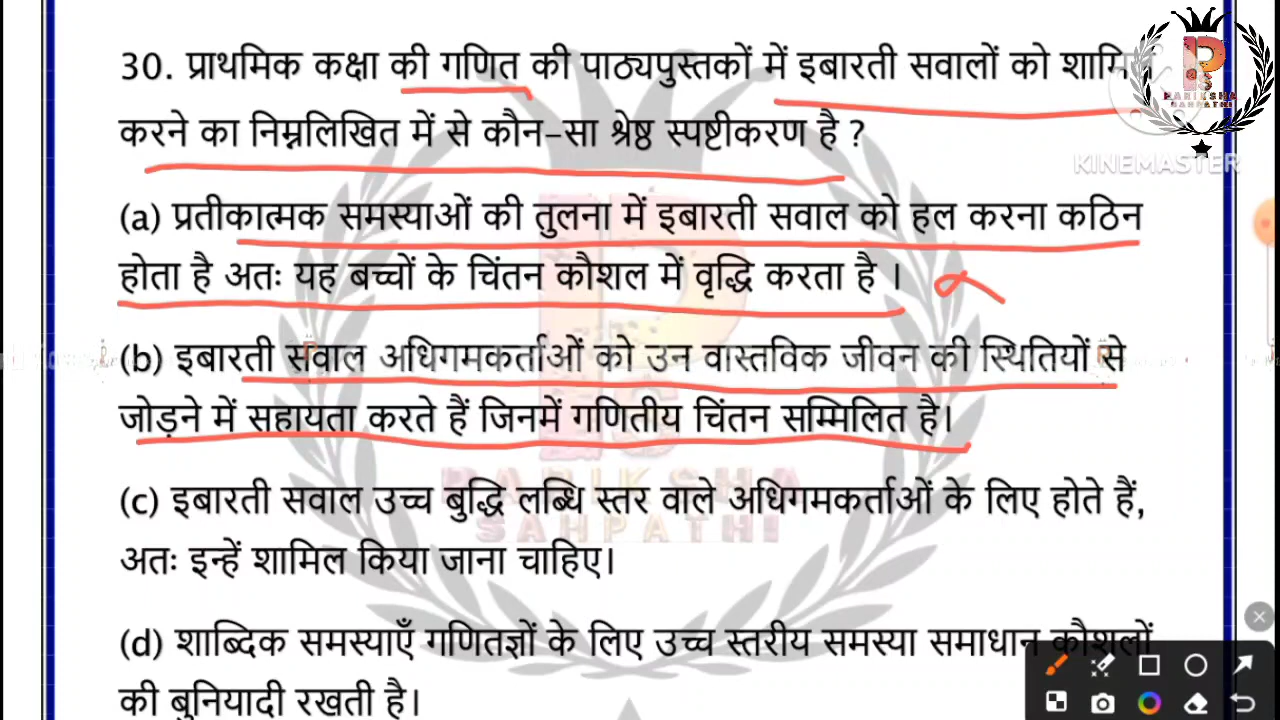 30. प्राथमिक कक्षा की गणित की पाठ्यपुस्तकों में इबारती सवालों को
करने का निम्नलिखित में से कौन-सा श्रेष्ठ स्पष्टीकरण है ?
KINEMASTER
(a) प्रतीकात्मक समस्याओं की तुलना में इबारती सवाल को हल करना कठिन
होता है अतः यह बच्चों के चिंतन कौशल में वृद्धि करता है ।
(b) इबारती सवाल अधिगमकर्ताओं को उन वास्तविक जीवन की स्थितियों से
जोड़ने में सहायता करते हैं जिनमें गणितीय चिंतन सम्मिलित है।
PARIKSHA
SAHPATHI
(c) इबारती सवाल उच्च बुद्धि लब्धि स्तर वाले अधिगमकर्ताओं के लिए होते हैं,
अतः इन्हें शामिल किया जाना चाहिए।
(d) शाब्दिक समस्याएँ गणितज्ञों के लिए उच्च स्तरीय समस्या समाधान कौशलों
की बुनियादी रखती है।